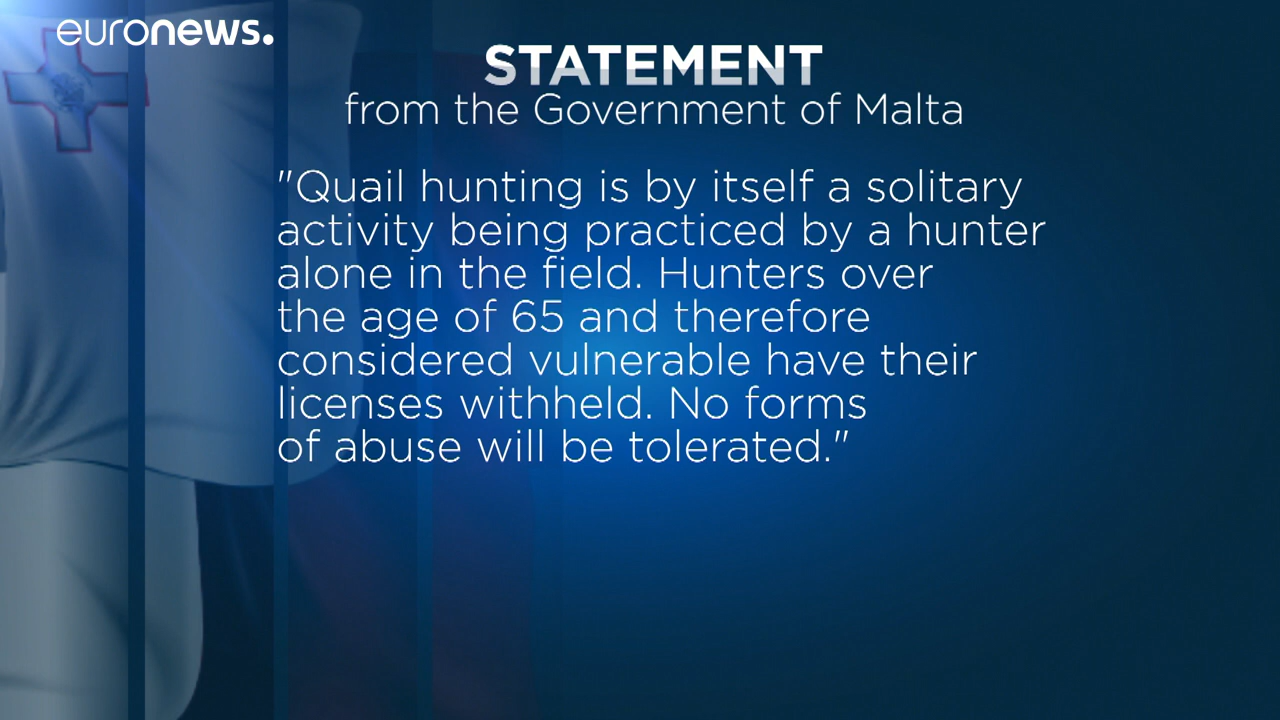 euronews.
STATEMENT
from the Government of Malta
"Quail hunting is by itself a solitary
activity being practiced by a hunter
alone in the field. Hunters over
the age of 65 and therefore
considered vulnerable have their
licenses withheld. No forms
of abuse will be tolerated."